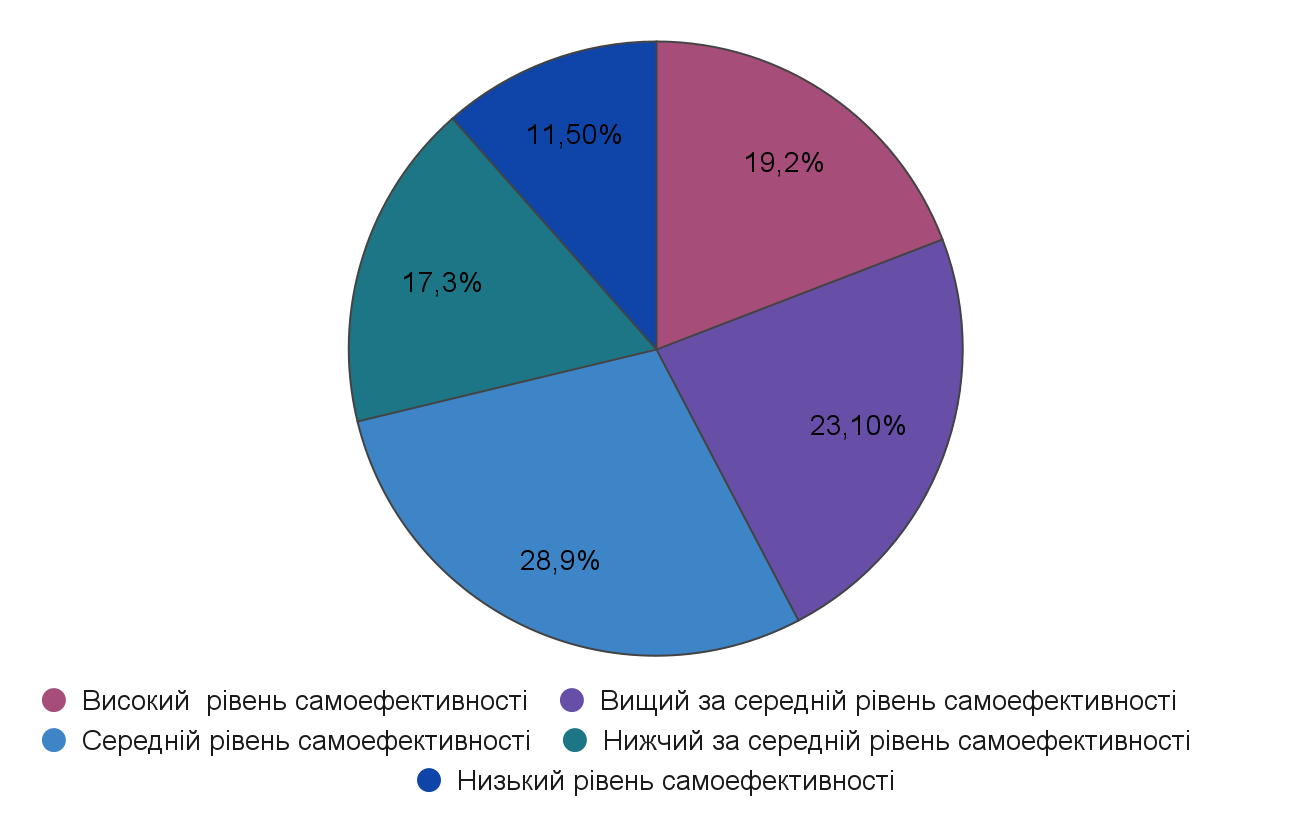 11,50%
19,2%
17,3%
23,10%
28,9%
Високий  рівень самоефективності
Вищий за середній рівень самоефективності
Середній рівень самоефективності
Нижчий за середній рівень самоефективності
Низький рівень самоефективності